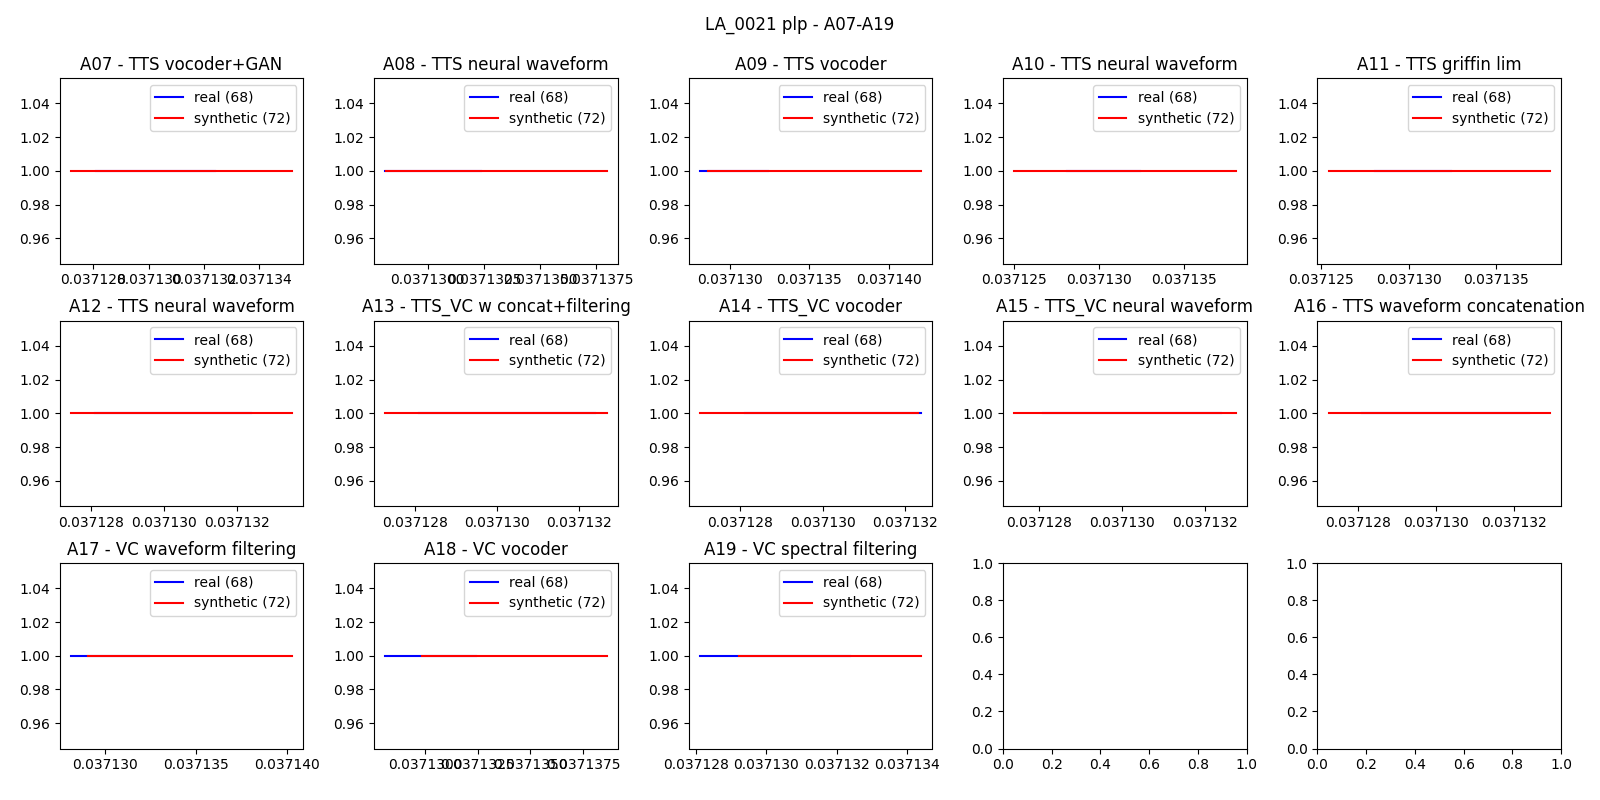 LA_0021 plp - A07-A19
A07 - TTS vocoder+GAN
A08 - TTS neural waveform
A09 - TTS vocoder
A10 - TTS neural waveform
A11 - TTS griffin lim
real (68)
synthetic (72)
real (68)
synthetic (72)
real (68)
synthetic (72)
real (68)
synthetic (72)
real (68)
synthetic (72)
1.04
1.02
1.00
0.98
0.96
1.04
1.02
1.00
0.98
0.96
1.04
1.02
1.00
0.98
0.96
1.04
1.02
1.00
0.98
0.96
1.04
1.02
1.00
0.98
0.96
0.037128 0.037130 0.037132 0.037134
0.037130 0.0371325 0.037135 0.0371375
0.037130 0.037135 0.037140
0.037125 0.037130 0.037135
0.037125 0.037130 0.037135
A12 - TTS neural waveform
A13 - TTS_VC w concat+filtering
A14 - TTS_VC vocoder
A15 - TTS_VC neural waveform
A16 - TTS waveform concatenation
real (68)
synthetic (72)
real (68)
synthetic (72)
real (68)
synthetic (72)
real (68)
synthetic (72)
real (68)
synthetic (72)
1.04
1.02
1.00
0.98
0.96
1.04
1.02
1.00
0.98
0.96
1.04
1.02
1.00
0.98
0.96
1.04
1.02
1.00
0.98
0.96
1.04
1.02
1.00
0.98
0.96
0.037128 0.037130 0.037132
0.037128 0.037130 0.037132
0.037128 0.037130 0.037132
0.037128 0.037130 0.037132
0.037128 0.037130 0.037132
A17 - VC waveform filtering
A18 - VC vocoder
A19 - VC spectral filtering
real (68)
synthetic (72)
real (68)
synthetic (72)
real (68)
synthetic (72)
1.04
1.02
1.00
0.98
0.96
1.04
1.02
1.00
0.98
0.96
1.04
1.02
1.00
0.98
0.96
1.0
0.8
0.6
0.4
0.2
0.0
1.0
0.8
0.6
0.4
0.2
0.0
0.037130 0.037135 0.037140
0.0371300 0.0371325 0.0371350 0.0371375
0.037128 0.037130 0.037132 0.037134
0.0 0.2 0.4 0.6 0.8 1.0
0.0 0.2 0.4 0.6 0.8 1.0